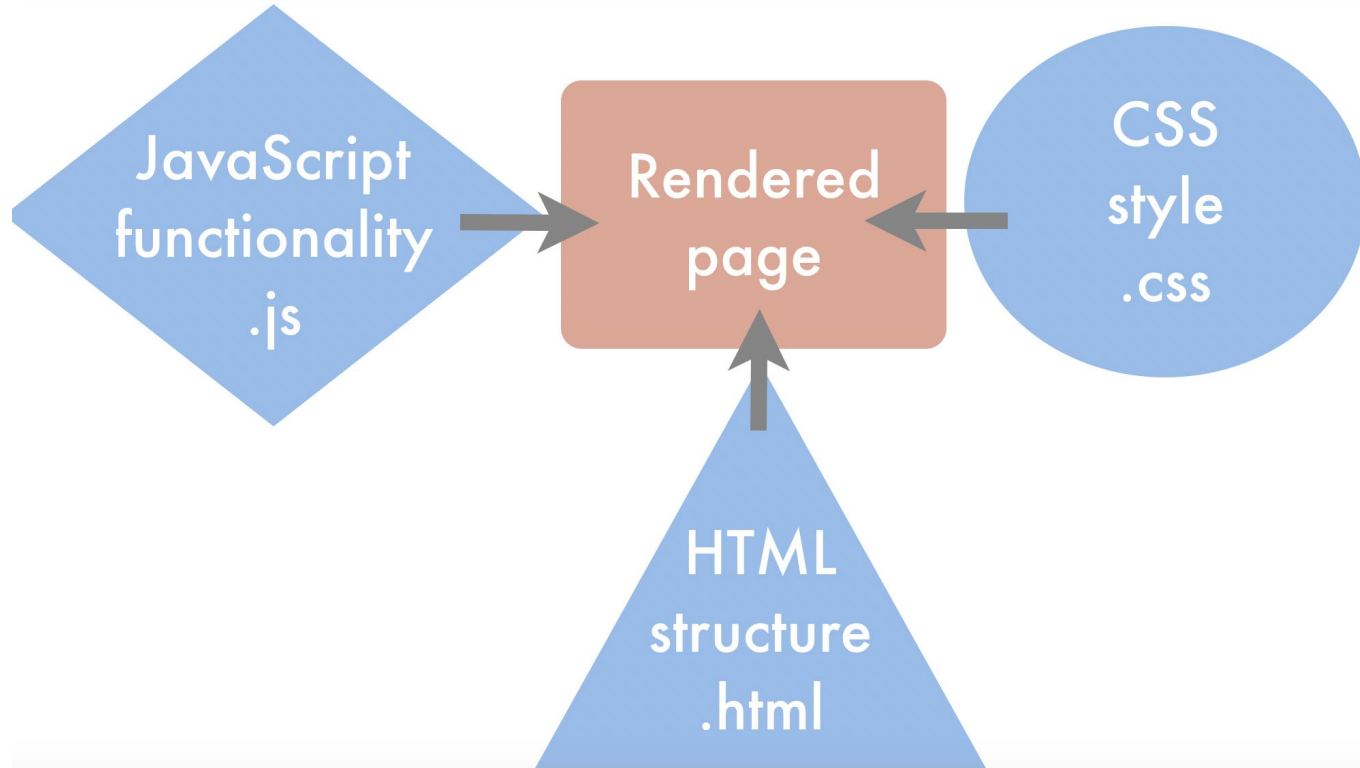 JavaScript
functionality
.js
Rendered
page
CSS
style
.css
HTML
structure
.html